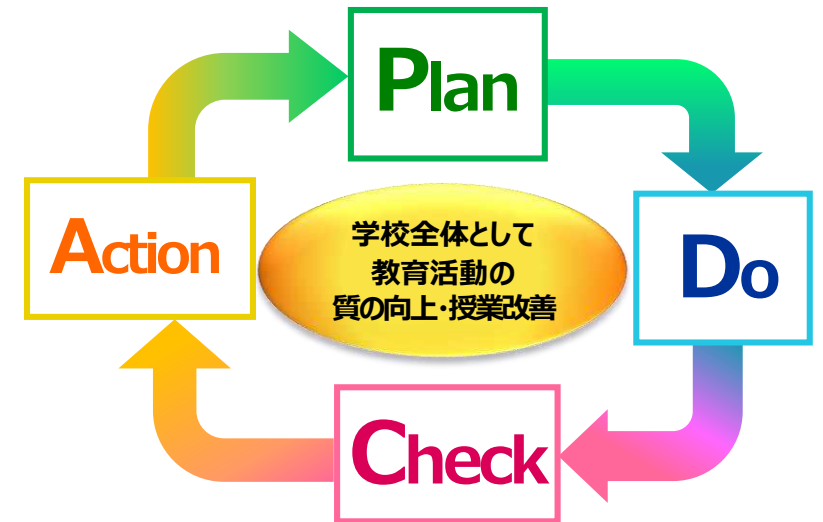 Plan
Action
学校全体として
教育活動の
質の向上・授業改善
Do
Check